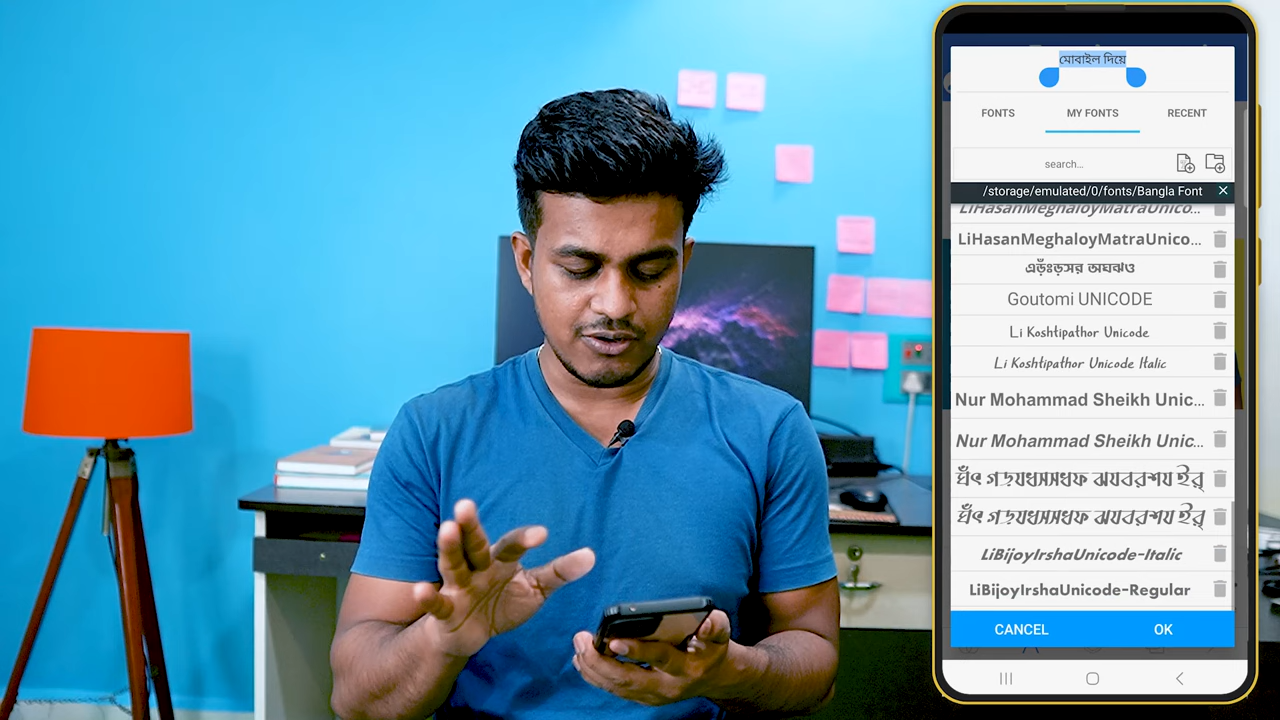 মোবাইল দিয়ে
FONTS MY FONTS RECENT
search...
/storage/emulated/0/fonts/Bangla Font
LiHasanMeghaloyMatraUnico...
LiHasanMeghaloyMatraUnico...
Goutomi UNICODE
Li Koshtipathor Unicode
Li Koshtipathor Unicode Italic
Nur Mohammad Sheikh Unic...
Nur Mohammad Sheikh Unic...
LiBijoyIrshaUnicode-Italic
LiBijoyIrshaUnicode-Regular
CANCEL OK